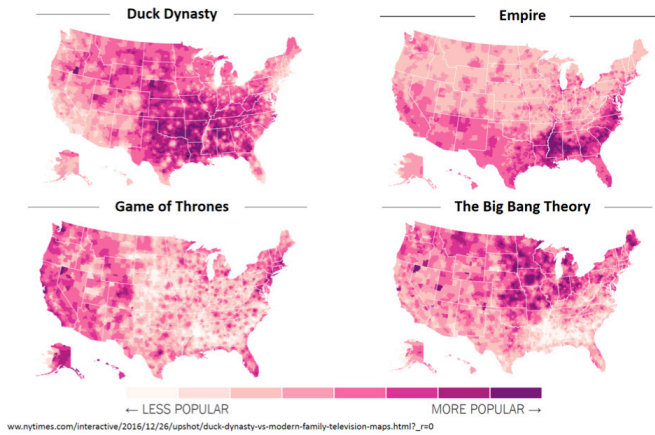 Duck Dynasty
Empire
Game of Thrones
The Big Bang Theory
← LESS POPULAR
MORE POPULAR →
ww.nytimes.com/interactive/2016/12/26/upshot/duck-dynasty-vs-modern-family-television-maps.html?_r=0